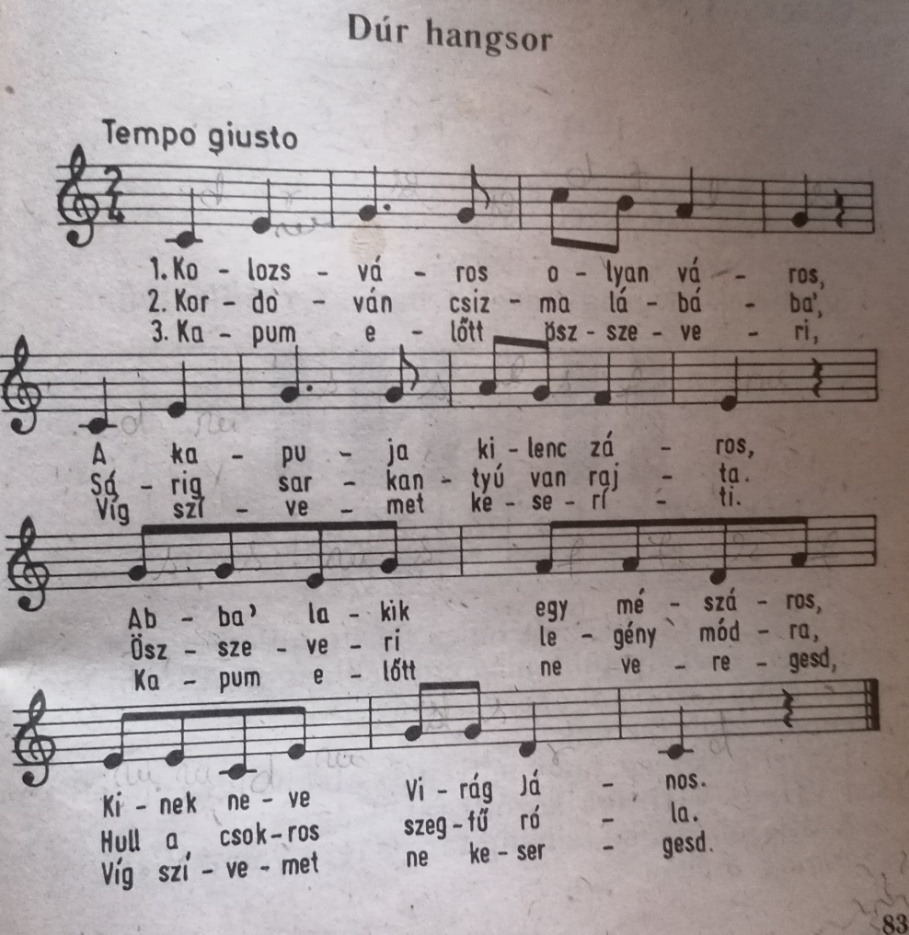 Dúr hangsor
Tempo giusto
2
4
1. Ko - lozs - vá - ros o - lyan vá - ros,
2. Kor - do - ván csiz - ma lá - bá - ba',
3. Ka - pum e - lőtt ösz - sze - ve - ri,
A ka - pu - ja ki - lenc zá - ros,
Sá - rig sar - kan - tyú van raj - ta.
Víg szí - ve - met ke - se - rí - ti.
Ab - ba' la - kik egy mé - szá - ros,
Ösz - sze - ve - ri le - gény mód - ra,
Ka - pum e - lőtt ne ve - re - gesd,
Ki - nek ne - ve Vi - rág Já - nos.
Hull a csok - ros szeg - fű ró - la.
Víg szí - ve - met ne ke - ser - gesd.
83